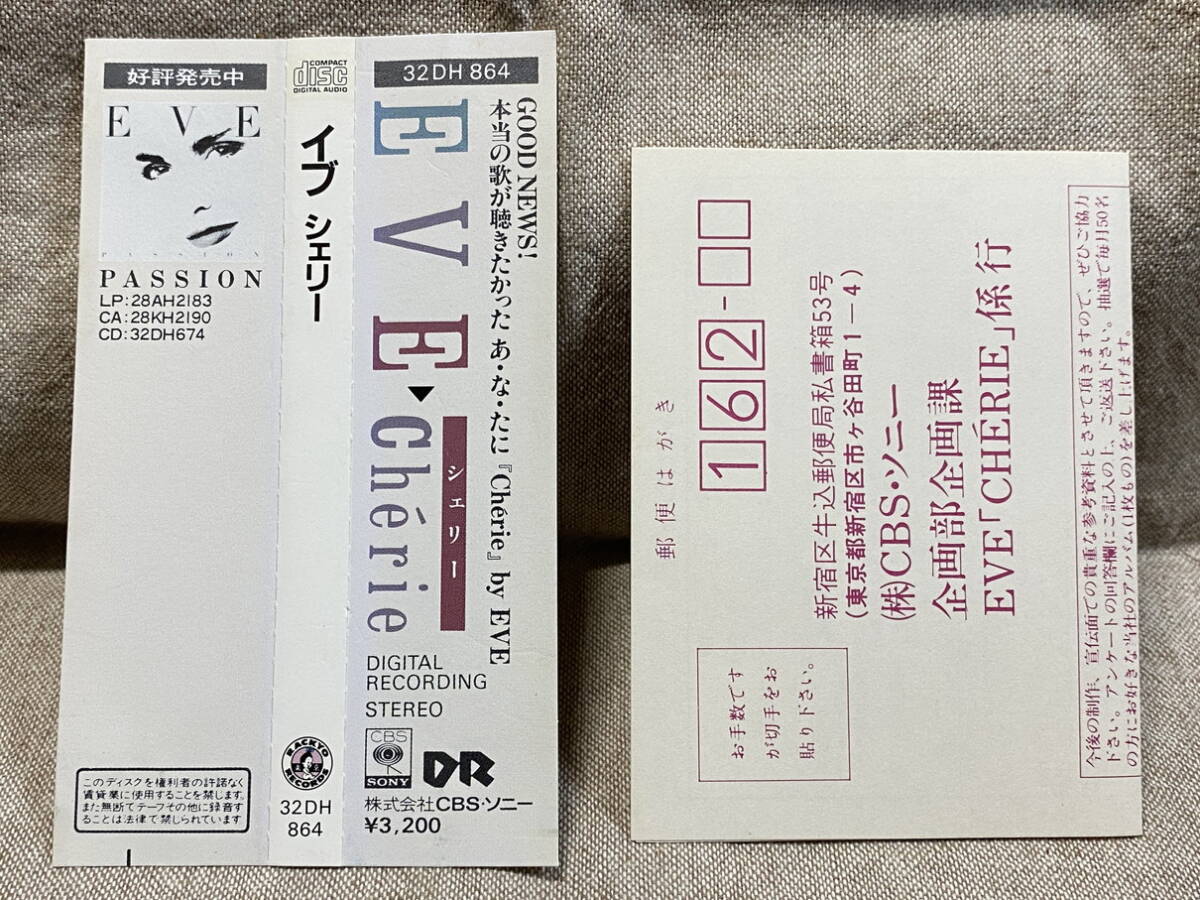 好評発売中
E V E
PASSION
PASSION
LP:28AH2183
CA:28KH2190
CD:32DH674
このディスクを権利者の許諾なく
賃貸業に使用することを禁じます。
また無断でテープその他に録音す
ることは法律で禁じられています
COMPACT
disc
DIGITAL AUDIO
イブ シェリー
BACKYO
RECORDS
32DH
864
32DH 864
GOOD NEWS!
本当の歌が聴きたかった あ・な・たに『Chérie』by EVE
EVE
Chérie
シェリー
DIGITAL
RECORDING
STEREO
CBS
SONY
DR
株式会社CBS・ソニー
¥3,200
郵便はがき
162-
新宿区牛込郵便局私書箱53号
(東京都新宿区市ヶ谷田町1-4)
(株)CBS・ソニー
企画部企画課
EVE「CHÉRIE」係 行
お手数です
が切手をお
貼り下さい。
今後の制作、宣伝面での貴重な参考資料とさせて頂きますので、ぜひご協力
下さい。アンケートの回答欄にご記入の上、ご返送下さい。抽選で毎月50名
の方にお好きな当社のアルバム(1枚もの)を差し上げます。